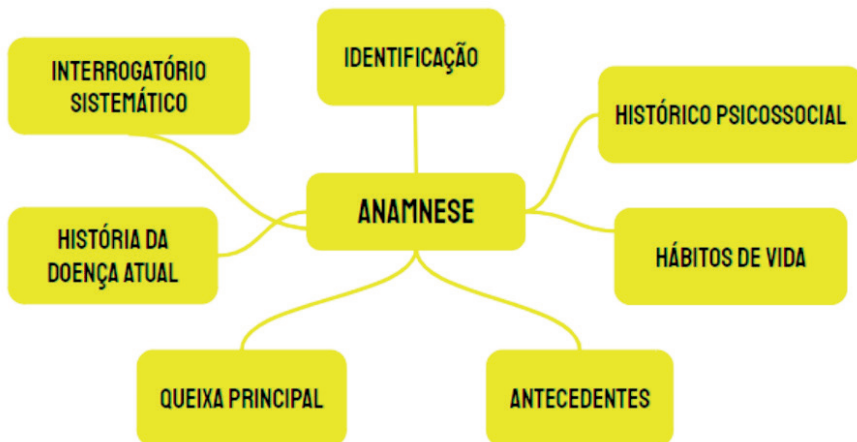 IDENTIFICAÇÃO
INTERROGATÓRIO
SISTEMÁTICO
HISTÓRICO PSICOSSOCIAL
ANAMNESE
HISTÓRIA DA
DOENÇA ATUAL
HÁBITOS DE VIDA
QUEIXA PRINCIPAL
ANTECEDENTES